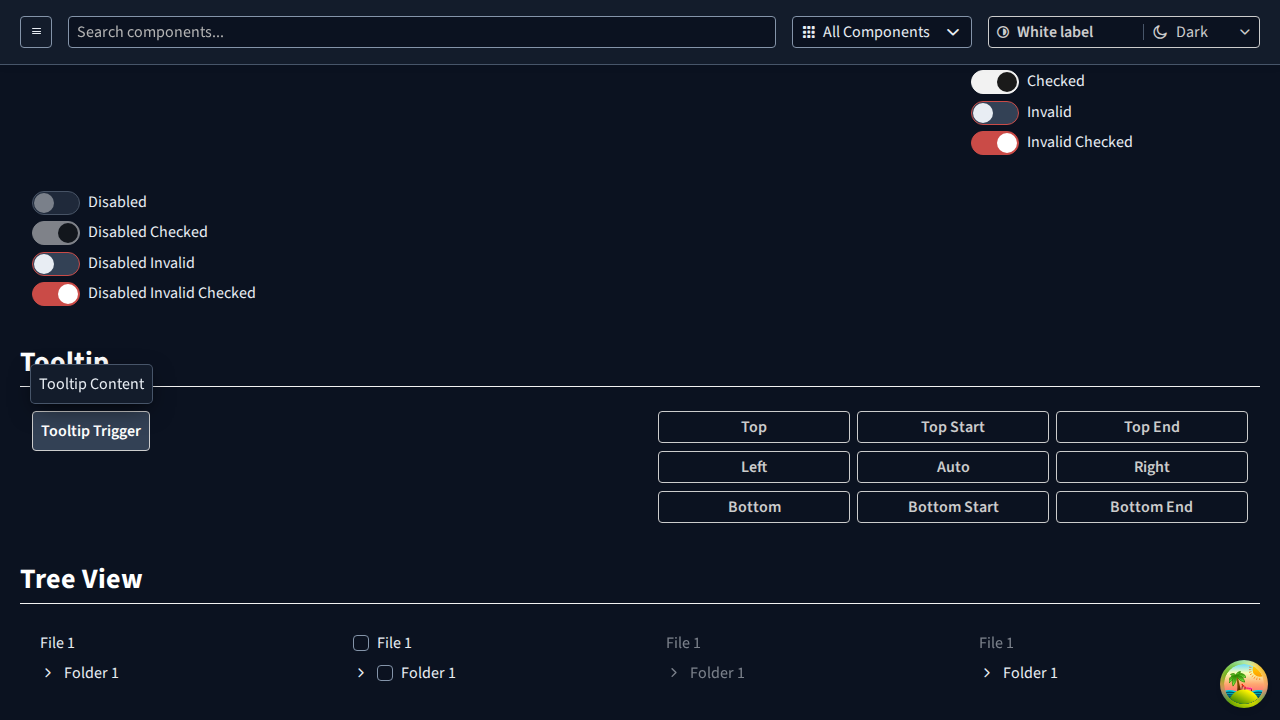 Search components...
All Components
White label
Dark
Checked
Invalid
Invalid Checked
Disabled
Disabled Checked
Disabled Invalid
Disabled Invalid Checked
Tooltip
Tooltip Content
Tooltip Trigger
Top
Top Start
Top End
Left
Auto
Right
Bottom
Bottom Start
Bottom End
Tree View
File 1
File 1
File 1
File 1
Folder 1
Folder 1
Folder 1
Folder 1